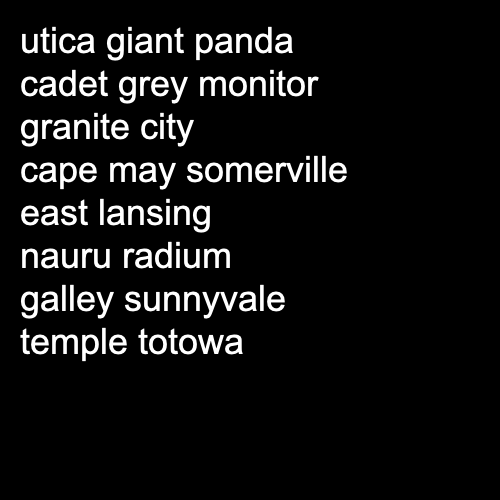 utica giant panda
cadet grey monitor
granite city
cape may somerville
east lansing
nauru radium
galley sunnyvale
temple totowa